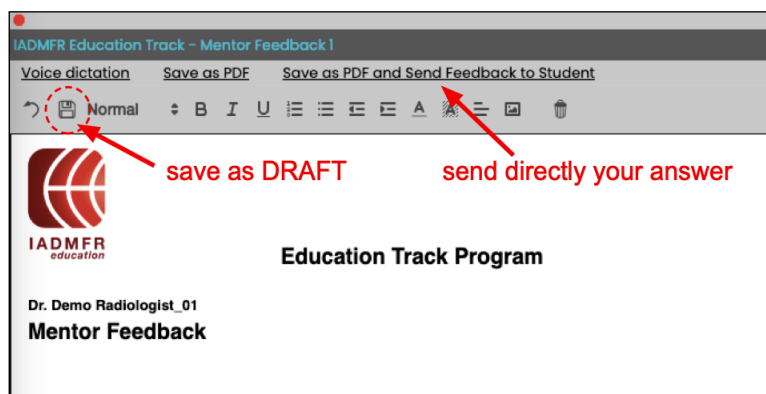 IADMFR Education Track - Mentor Feedback 1
Voice dictation Save as PDF Save as PDF and Send Feedback to Student
Normal B I U A A
save as DRAFT send directly your answer
IADMFR
education
Education Track Program
Dr. Demo Radiologist_01
Mentor Feedback